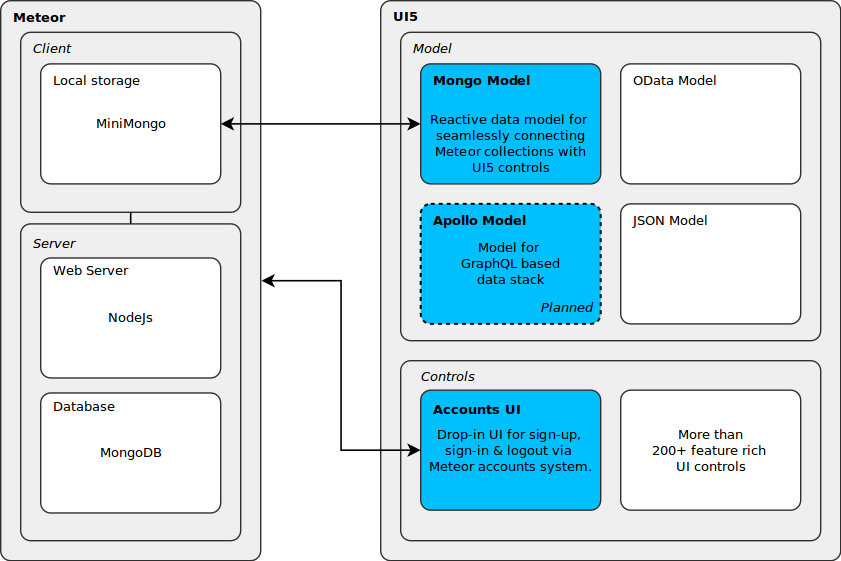 Meteor
Client
Local storage
MiniMongo
Server
Web Server
NodeJs
Database
MongoDB
UI5
Model
Mongo Model
Reactive data model for
seamlessly connecting
Meteor collections with
UI5 controls
OData Model
Apollo Model
Model for
GraphQL based
data stack
Planned
JSON Model
Controls
Accounts UI
Drop-in UI for sign-up,
sign-in & logout via
Meteor accounts system.
More than
200+ feature rich
UI controls